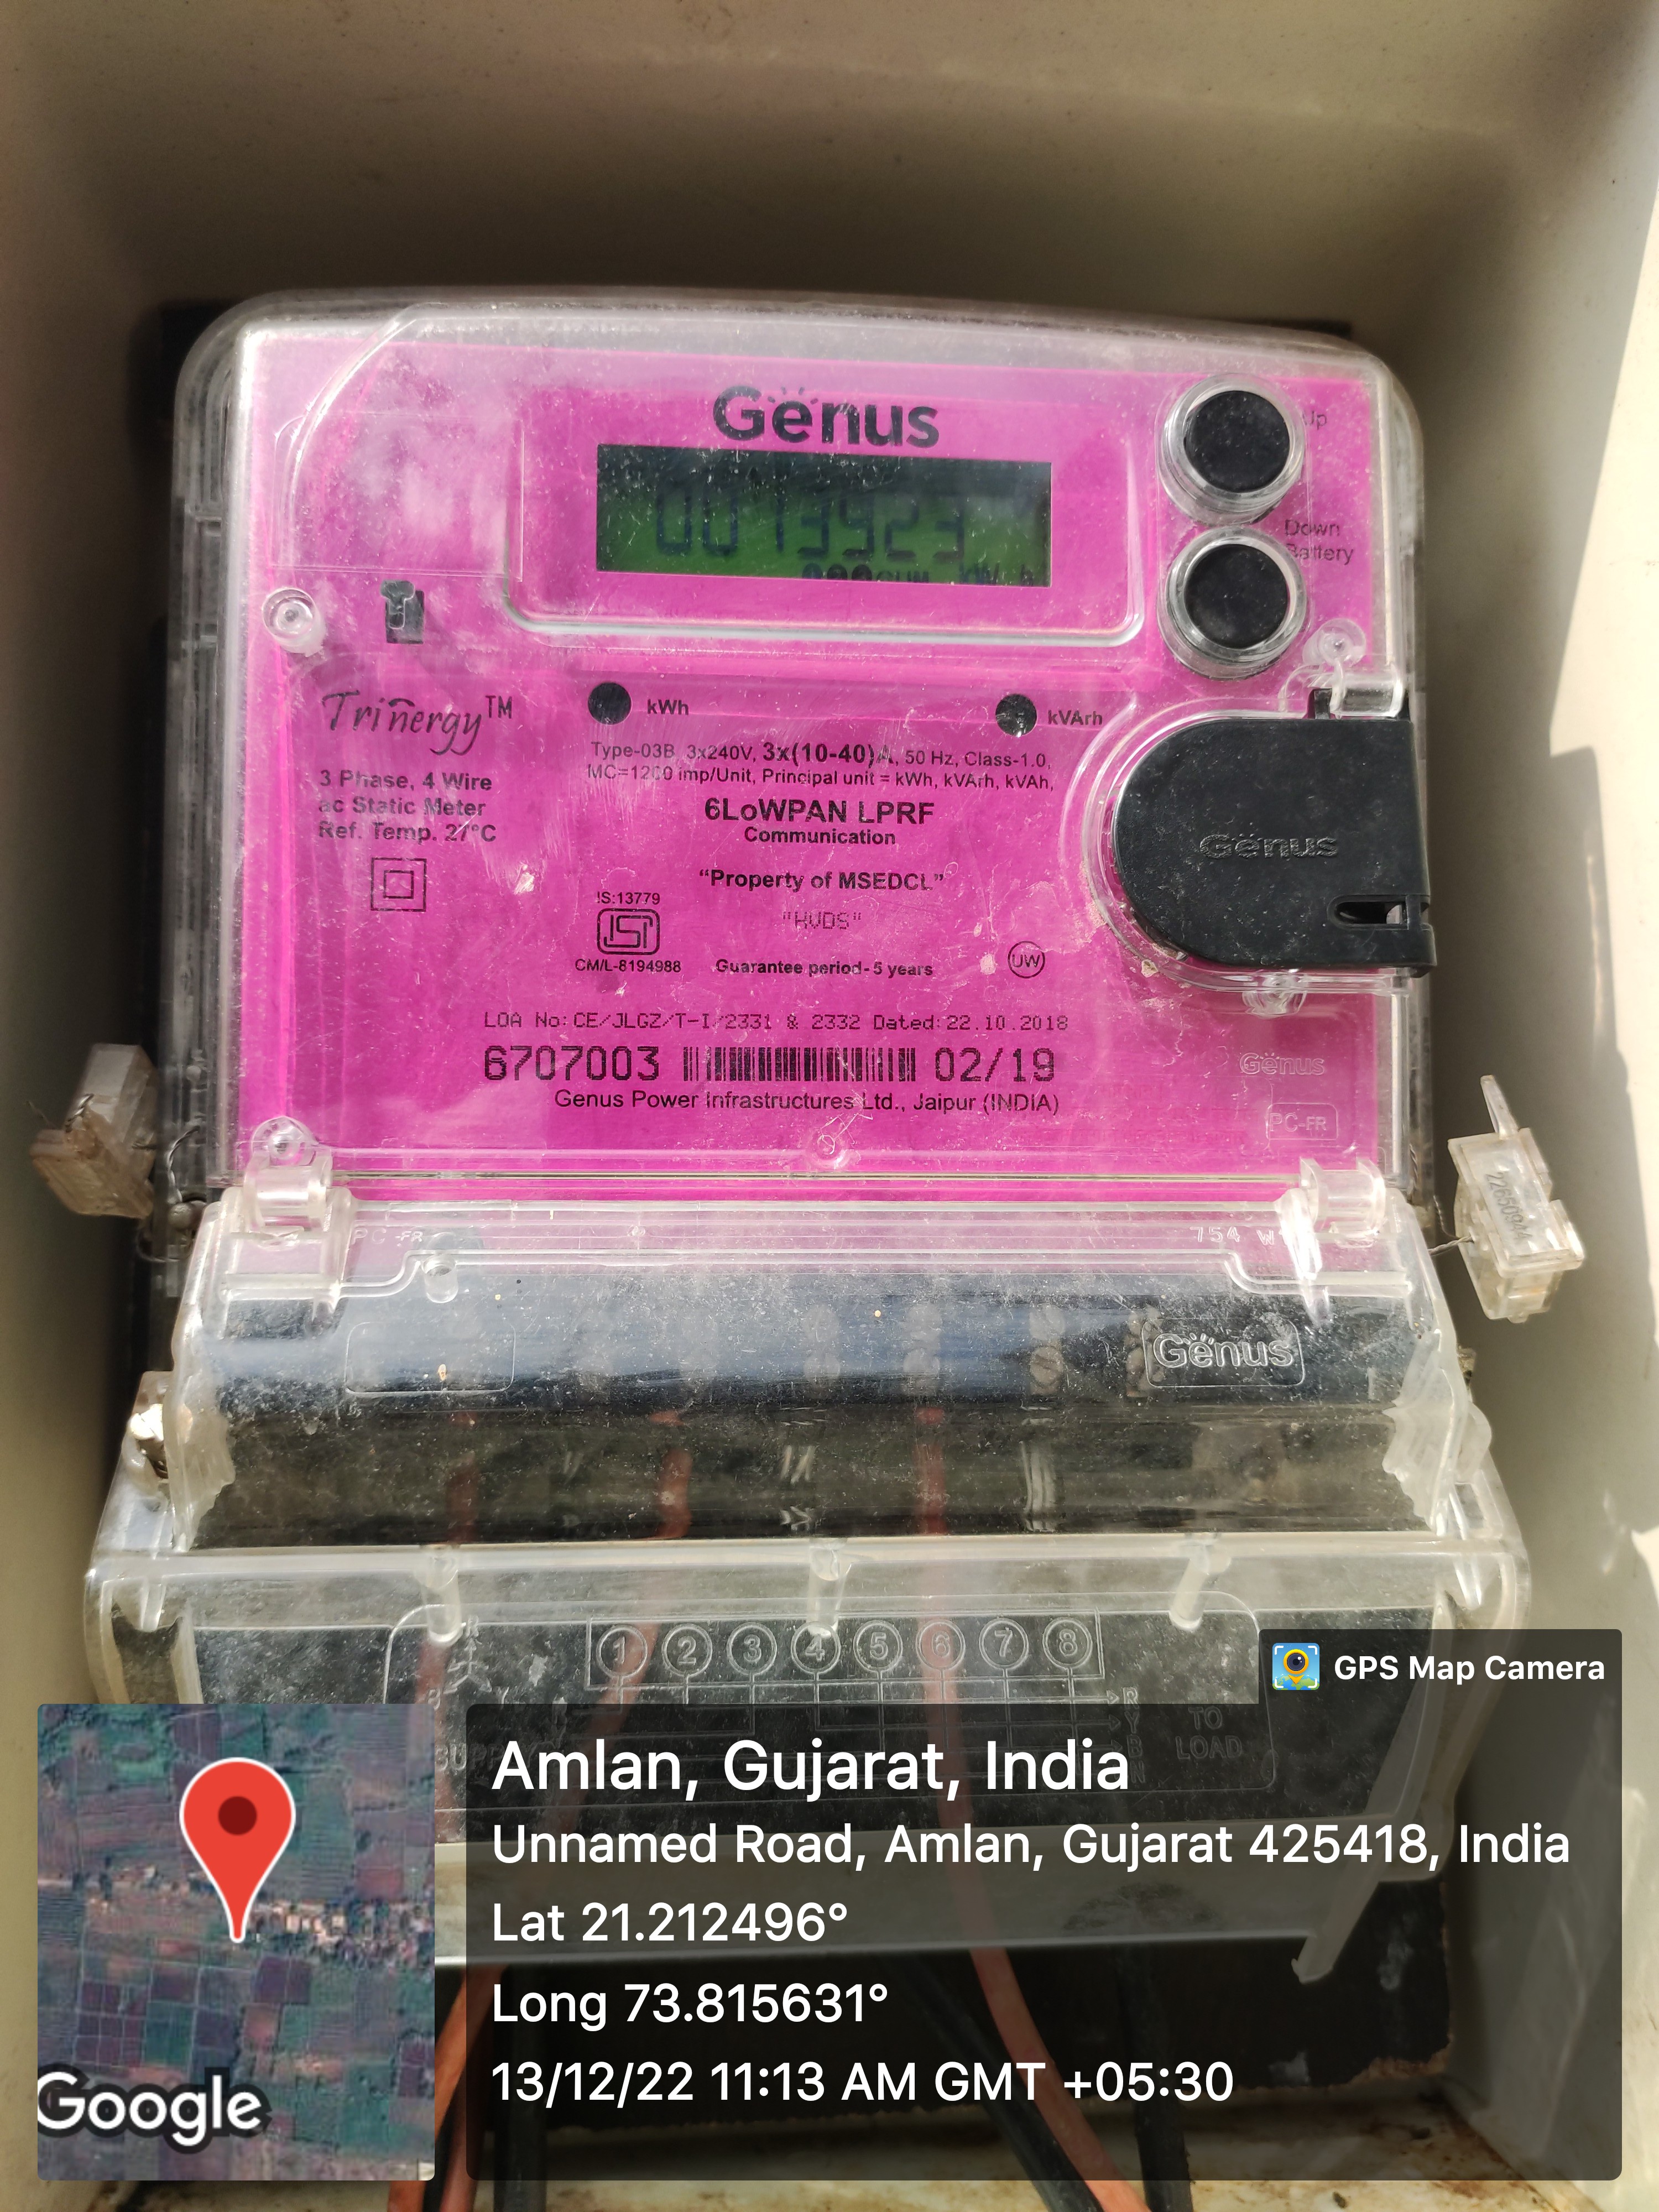 Genus
0013923
Up
Down
Battery
Trinergy™
3 Phase, 4 Wire
ac Static Meter
Ref. Temp. 27°C
kWh
kVArh
Type-03B, 3x240V, 3x(10-40)A, 50 Hz, Class-1.0,
MC=1200 imp/Unit, Principal unit = kWh, kVArh, kVAh,
6LoWPAN LPRF
Communication
"Property of MSEDCL"
"HVDS"
IS:13779
ISI
CM/L-8194988
Guarantee period - 5 years
UW
Genus
LOA No:CE/JLGZ/T-I/2331 & 2332 Dated:22.10.2018
6707003 02/19
Genus Power Infrastructures Ltd., Jaipur (INDIA)
Genus
PC-FR
PC-FR
754
Genus
1 2 3 4 5 6 7 8
TO
LOAD
GPS Map Camera
Amlan, Gujarat, India
Unnamed Road, Amlan, Gujarat 425418, India
Lat 21.212496°
Long 73.815631°
13/12/22 11:13 AM GMT +05:30
Google